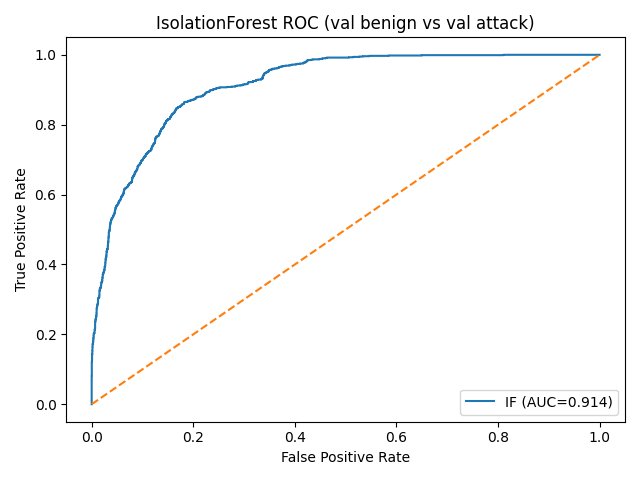 IsolationForest ROC (val benign vs val attack)
1.0
0.8
0.6
0.4
0.2
0.0
True Positive Rate
IF (AUC=0.914)
0.0 0.2 0.4 0.6 0.8 1.0
False Positive Rate